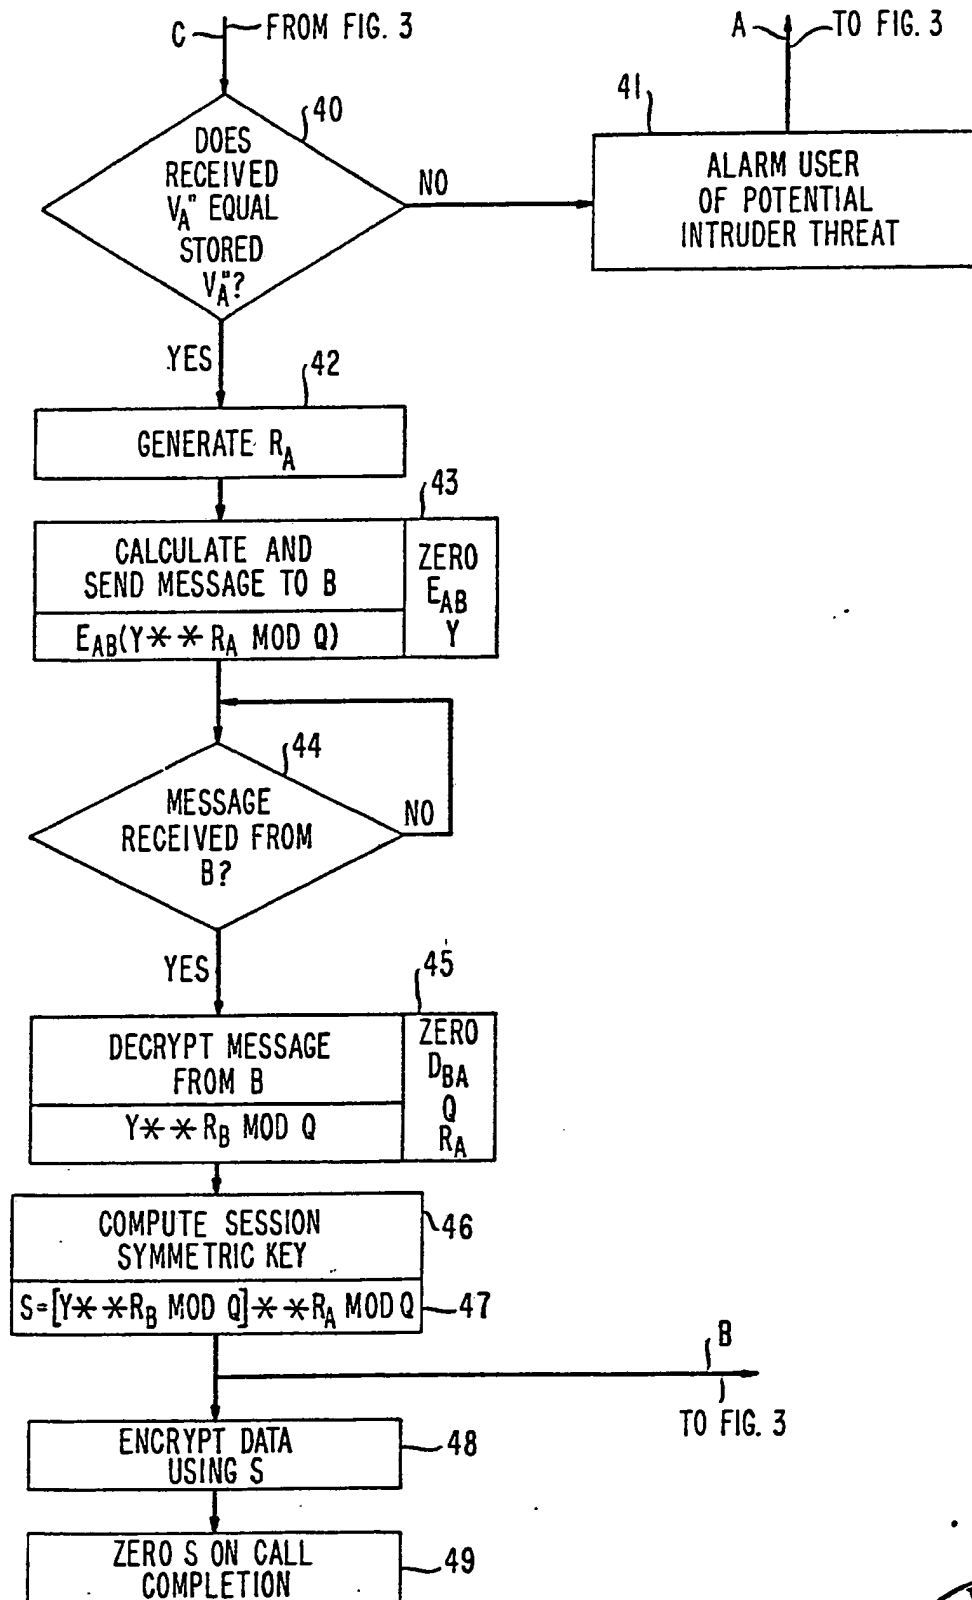 C
FROM FIG. 3
A
TO FIG. 3
40
DOES
RECEIVED
V_A" EQUAL
STORED
V_A"?
NO
41
ALARM USER
OF POTENTIAL
INTRUDER THREAT
YES
42
GENERATE R_A
43
CALCULATE AND
SEND MESSAGE TO B
E_AB(Y** R_A MOD Q)
ZERO
E_AB
Y
44
MESSAGE
RECEIVED FROM
B?
NO
YES
45
DECRYPT MESSAGE
FROM B
Y** R_B MOD Q
ZERO
D_BA
Q
R_A
COMPUTE SESSION
SYMMETRIC KEY
46
S=[Y**R_B MOD Q]**R_A MOD Q
47
B
TO FIG. 3
ENCRYPT DATA
USING S
48
ZERO S ON CALL
COMPLETION
49